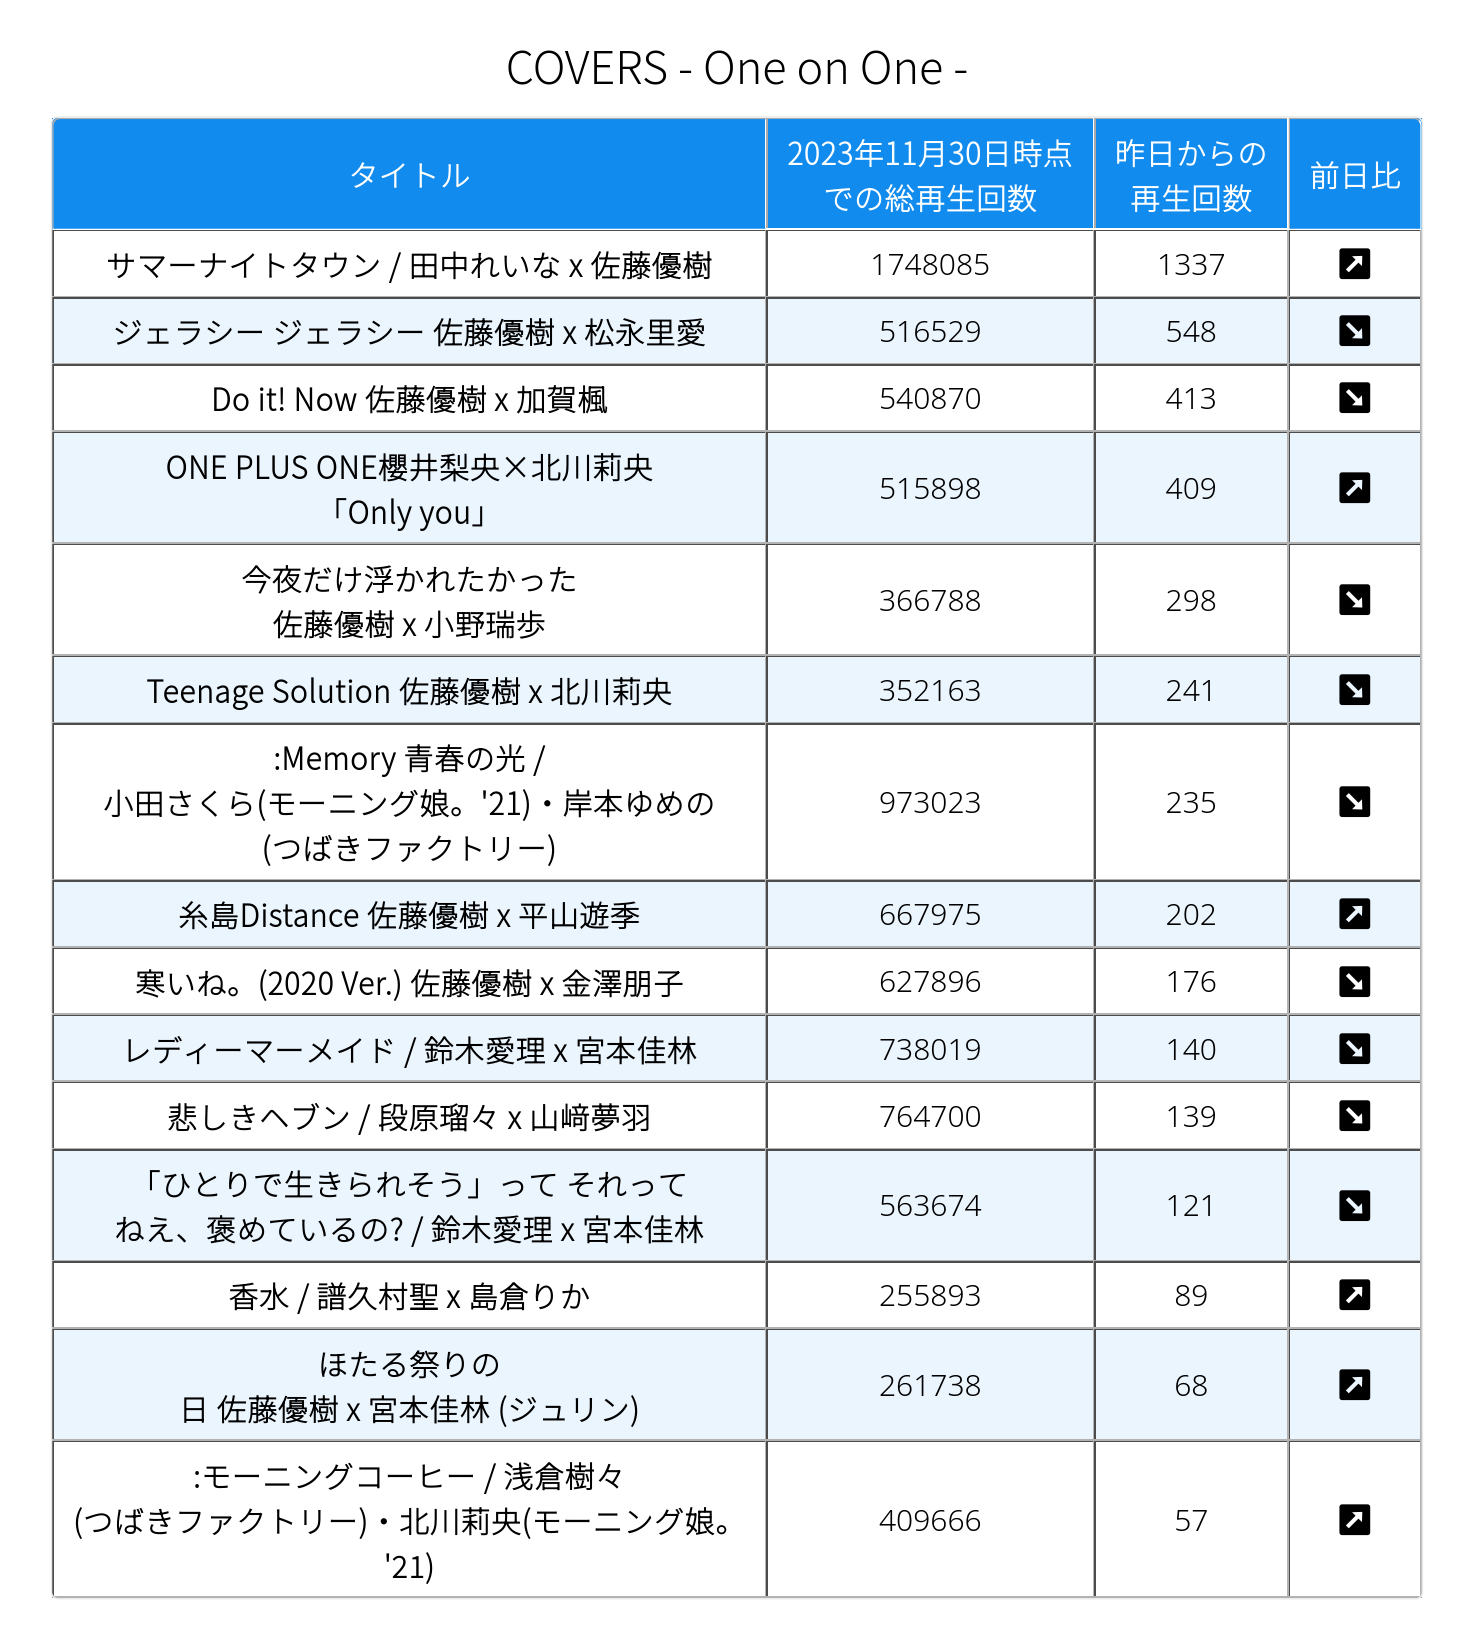 COVERS - One on One -
タイトル
2023年11月30日時点
での総再生回数
昨日からの
再生回数
前日比
サマーナイトタウン / 田中れいな x 佐藤優樹
1748085
1337
ジェラシー ジェラシー 佐藤優樹 x 松永里愛
516529
548
Do it! Now 佐藤優樹 x 加賀楓
540870
413
ONE PLUS ONE櫻井梨央×北川莉央
「Only you」
515898
409
今夜だけ浮かれたかった
佐藤優樹 x 小野瑞歩
366788
298
Teenage Solution 佐藤優樹 x 北川莉央
352163
241
:Memory 青春の光 /
小田さくら(モーニング娘。'21)・岸本ゆめの
(つばきファクトリー)
973023
235
糸島Distance 佐藤優樹 x 平山遊季
667975
202
寒いね。(2020 Ver.) 佐藤優樹 x 金澤朋子
627896
176
レディーマーメイド / 鈴木愛理 x 宮本佳林
738019
140
悲しきヘブン / 段原瑠々 x 山﨑夢羽
764700
139
「ひとりで生きられそう」って それって
ねえ、褒めているの? / 鈴木愛理 x 宮本佳林
563674
121
香水 / 譜久村聖 x 島倉りか
255893
89
ほたる祭りの
日 佐藤優樹 x 宮本佳林 (ジュリン)
261738
68
:モーニングコーヒー / 浅倉樹々
(つばきファクトリー)・北川莉央(モーニング娘。
'21)
409666
57